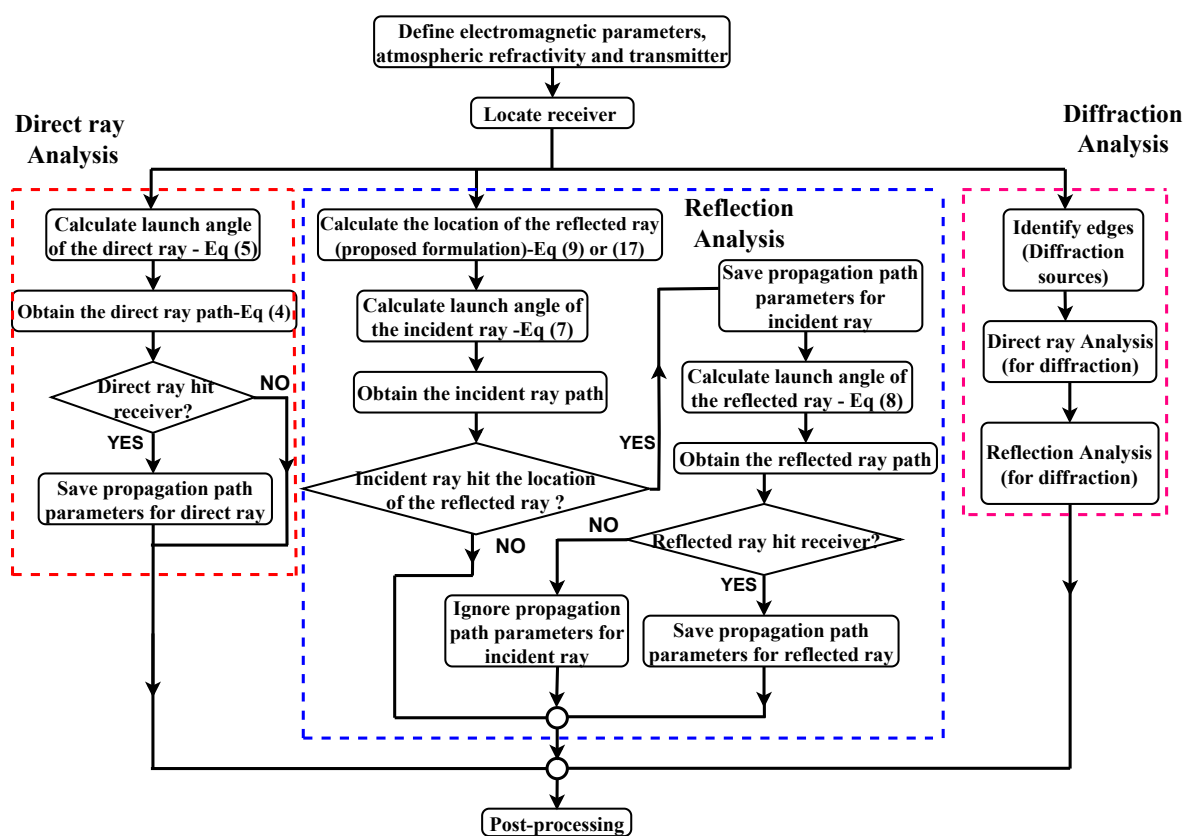 Define electromagnetic parameters,
atmospheric refractivity and transmitter
Locate receiver
Direct ray
Analysis
Calculate launch angle
of the direct ray - Eq (5)
Obtain the direct ray path-Eq (4)
Direct ray hit
receiver?
NO
YES
Save propagation path
parameters for direct ray
Reflection
Analysis
Calculate the location of the reflected ray
(proposed formulation)-Eq (9) or (17)
Calculate launch angle of
the incident ray -Eq (7)
Obtain the incident ray path
Incident ray hit the location
of the reflected ray ?
YES
NO
Save propagation path
parameters for
incident ray
Calculate launch angle of
the reflected ray - Eq (8)
Obtain the reflected ray path
Reflected ray hit receiver?
NO
YES
Ignore propagation
path parameters for
incident ray
Save propagation path
parameters for reflected ray
Diffraction
Analysis
Identify edges
(Diffraction
sources)
Direct ray Analysis
(for diffraction)
Reflection Analysis
(for diffraction)
Post-processing